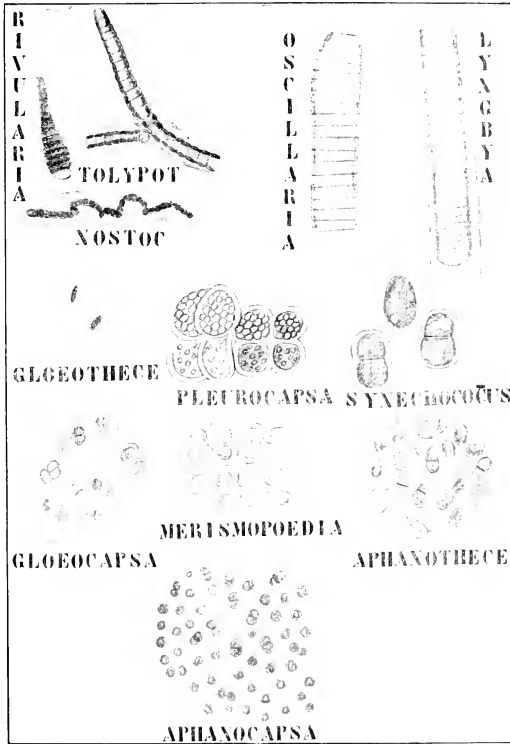 RIVULARIA
TOLYPOT
NOSTOC
OSCILLARIA
LYNGBYA
GLOEOTHECE
PLEUROCAPSA
SYNECHOCOCUS
MERISMOPOEDIA
GLOEOCAPSA
APHANOTHECE
APHANOCAPSA